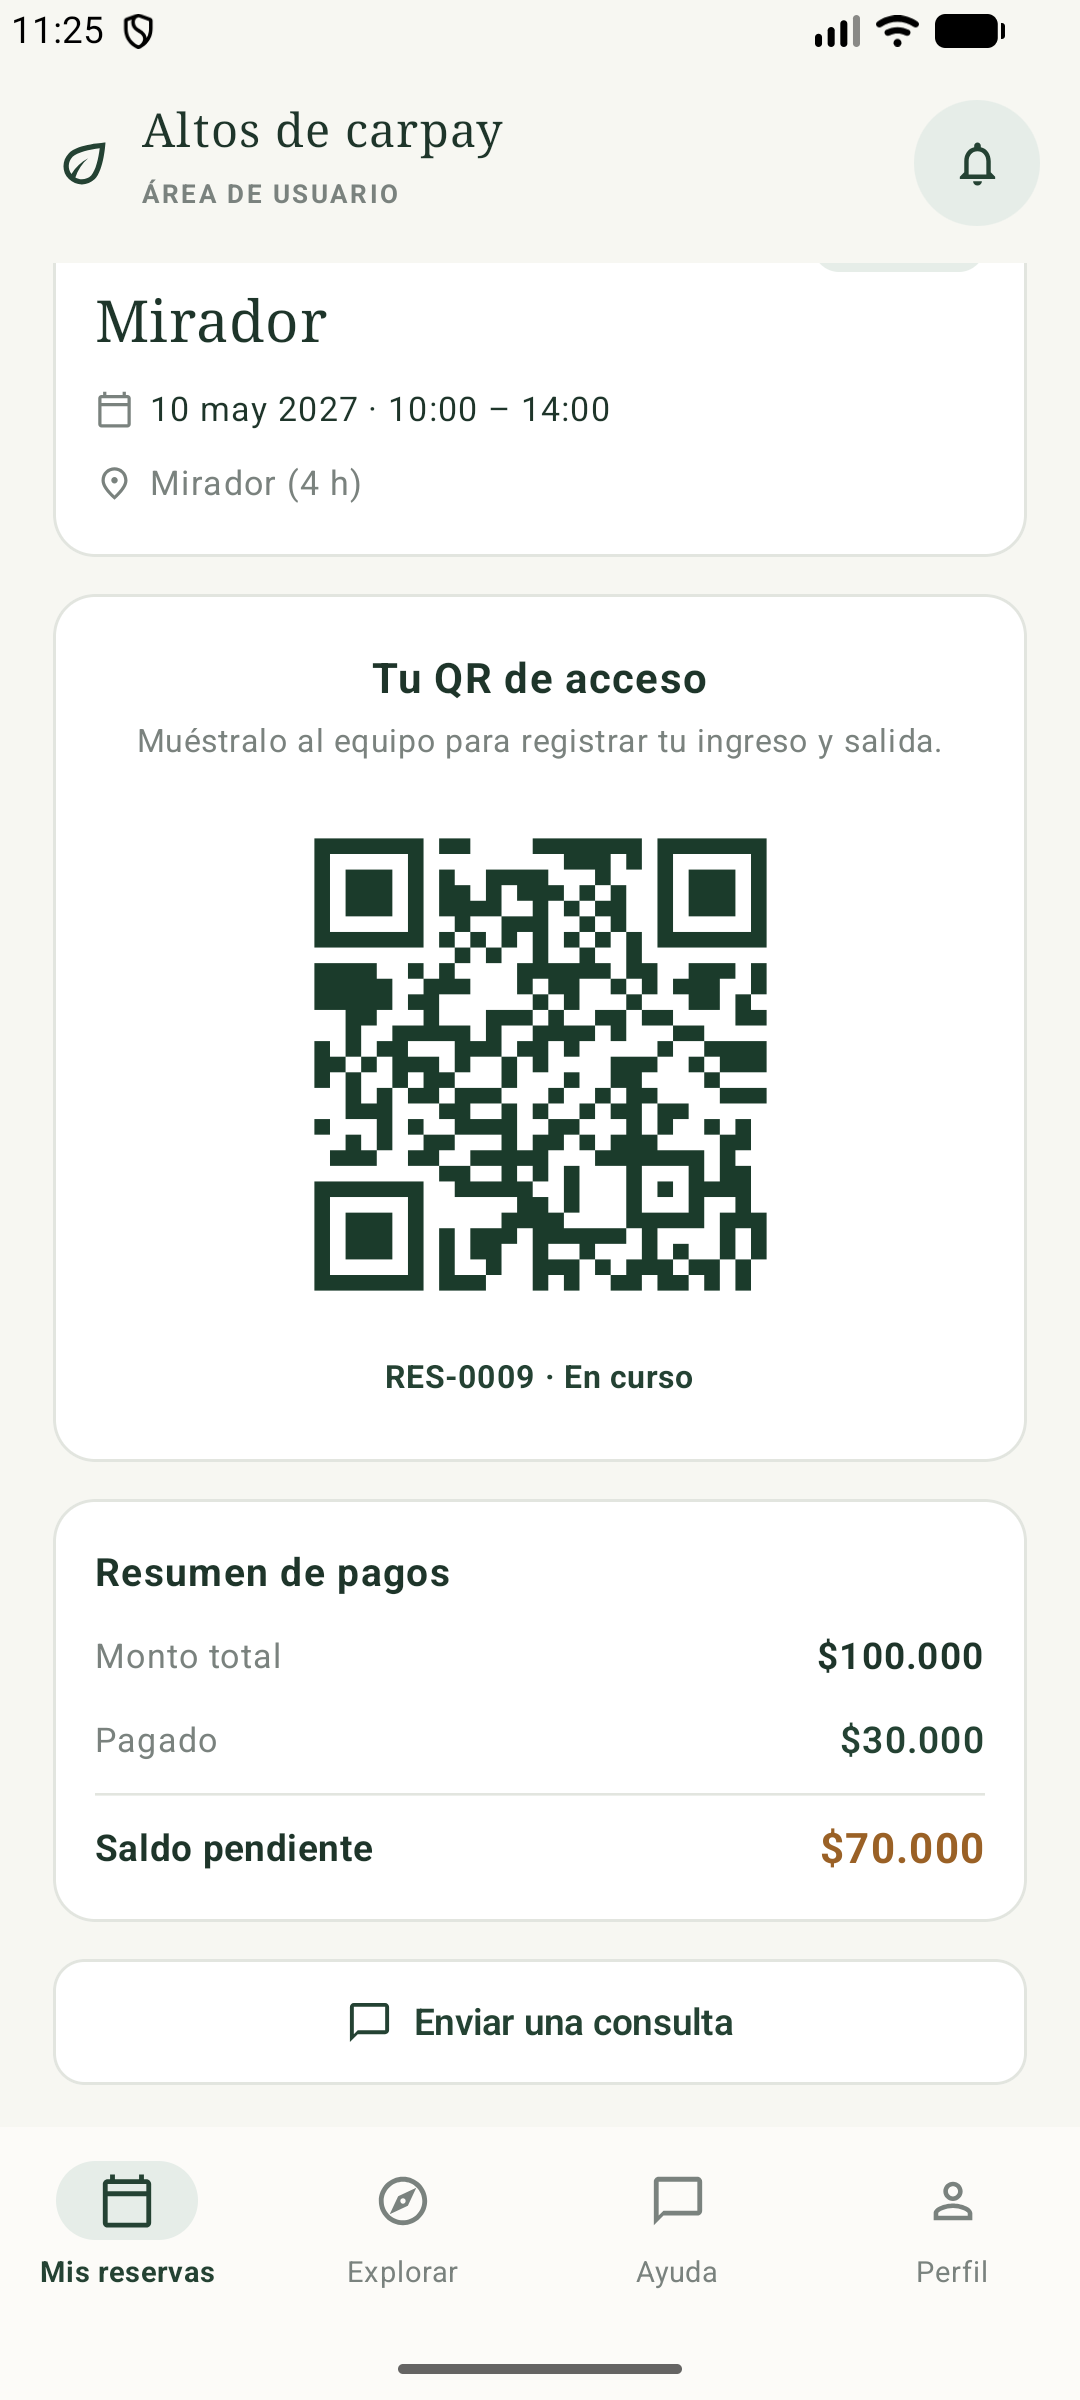 11:25
Altos de carpay
ÁREA DE USUARIO
Mirador
10 may 2027 · 10:00 – 14:00
Mirador (4 h)
Tu QR de acceso
Muéstralo al equipo para registrar tu ingreso y salida.
RES-0009 · En curso
Resumen de pagos
Monto total $100.000
Pagado $30.000
Saldo pendiente $70.000
Enviar una consulta
Mis reservas Explorar Ayuda Perfil